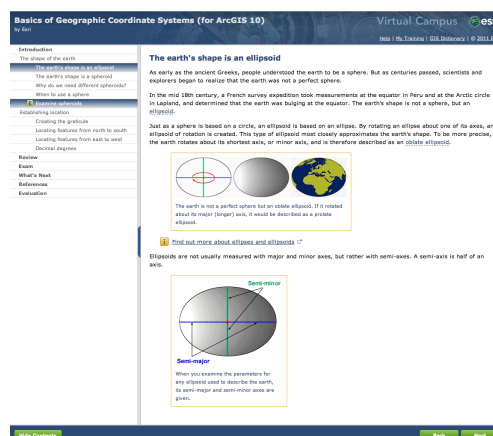 Basics of Geographic Coordinate Systems (for ArcGIS 10)
by Esri
Virtual Campus
Help | My Training | GIS Dictionary | © 2011
Introduction
The shape of the earth
The earth's shape is an ellipsoid
The earth's shape is a spheroid
Why do we need different spheroids?
When to use a sphere
Examine spheroids
Establishing location
Creating the graticule
Locating features from north to south
Locating features from east to west
Decimal degrees
Review
Exam
What's Next
References
Evaluation
The earth's shape is an ellipsoid
As early as the ancient Greeks, people understood the earth to be a sphere. But as centuries passed, scientists and
explorers began to realize that the earth was not a perfect sphere.
In the mid 18th century, a French survey expedition took measurements at the equator in Peru and at the Arctic circle
in Lapland, and determined that the earth was bulging at the equator. The earth's shape is not a sphere, but an
ellipsoid.
Just as a sphere is based on a circle, an ellipsoid is based on an ellipse. By rotating an ellipse about one of its axes, an
ellipsoid of rotation is created. This type of ellipsoid most closely approximates the earth's shape. To be more precise,
the earth rotates about its shortest axis, or minor axis, and is therefore described as an oblate ellipsoid.
The earth is not a perfect sphere but an oblate ellipsoid. If it rotated
about its major (longer) axis, it would be described as a prolate
ellipsoid.
Find out more about ellipses and ellipsoids
Ellipsoids are not usually measured with major and minor axes, but rather with semi-axes. A semi-axis is half of an
axis.
Semi-minor
Semi-major
When you examine the parameters for
any ellipsoid used to describe the earth,
its semi-major and semi-minor axes are
given.
Hide Contents
Back
Next